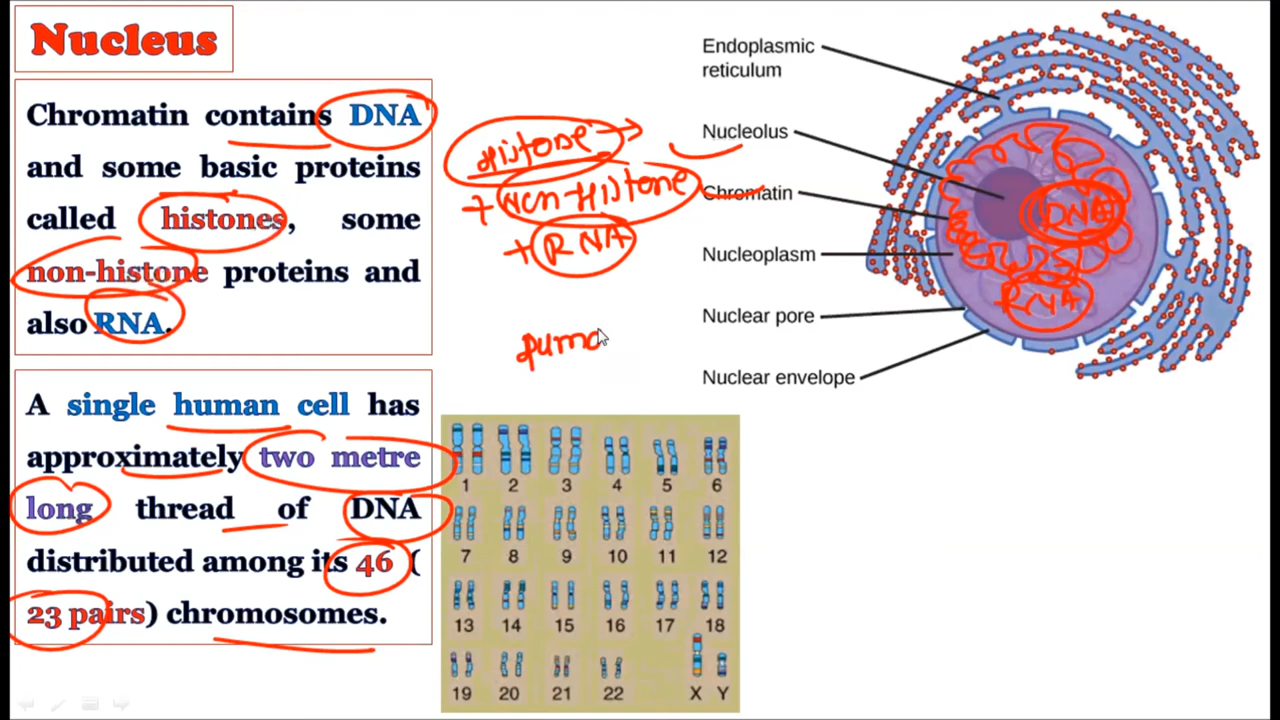 Nucleus
Chromatin contains DNA
and some basic proteins
called histones, some
non-histone proteins and
also RNA.
A single human cell has
approximately two metre
long thread of DNA
distributed among its 46 (
23 pairs) chromosomes.
Histone →
+ Non-Histone
+ RNA
Endoplasmic
reticulum
Nucleolus
Chromatin
Nucleoplasm
Nuclear pore
Nuclear envelope
RNA
RNA
1 2 3 4 5 6
7 8 9 10 11 12
13 14 15 16 17 18
19 20 21 22 X Y